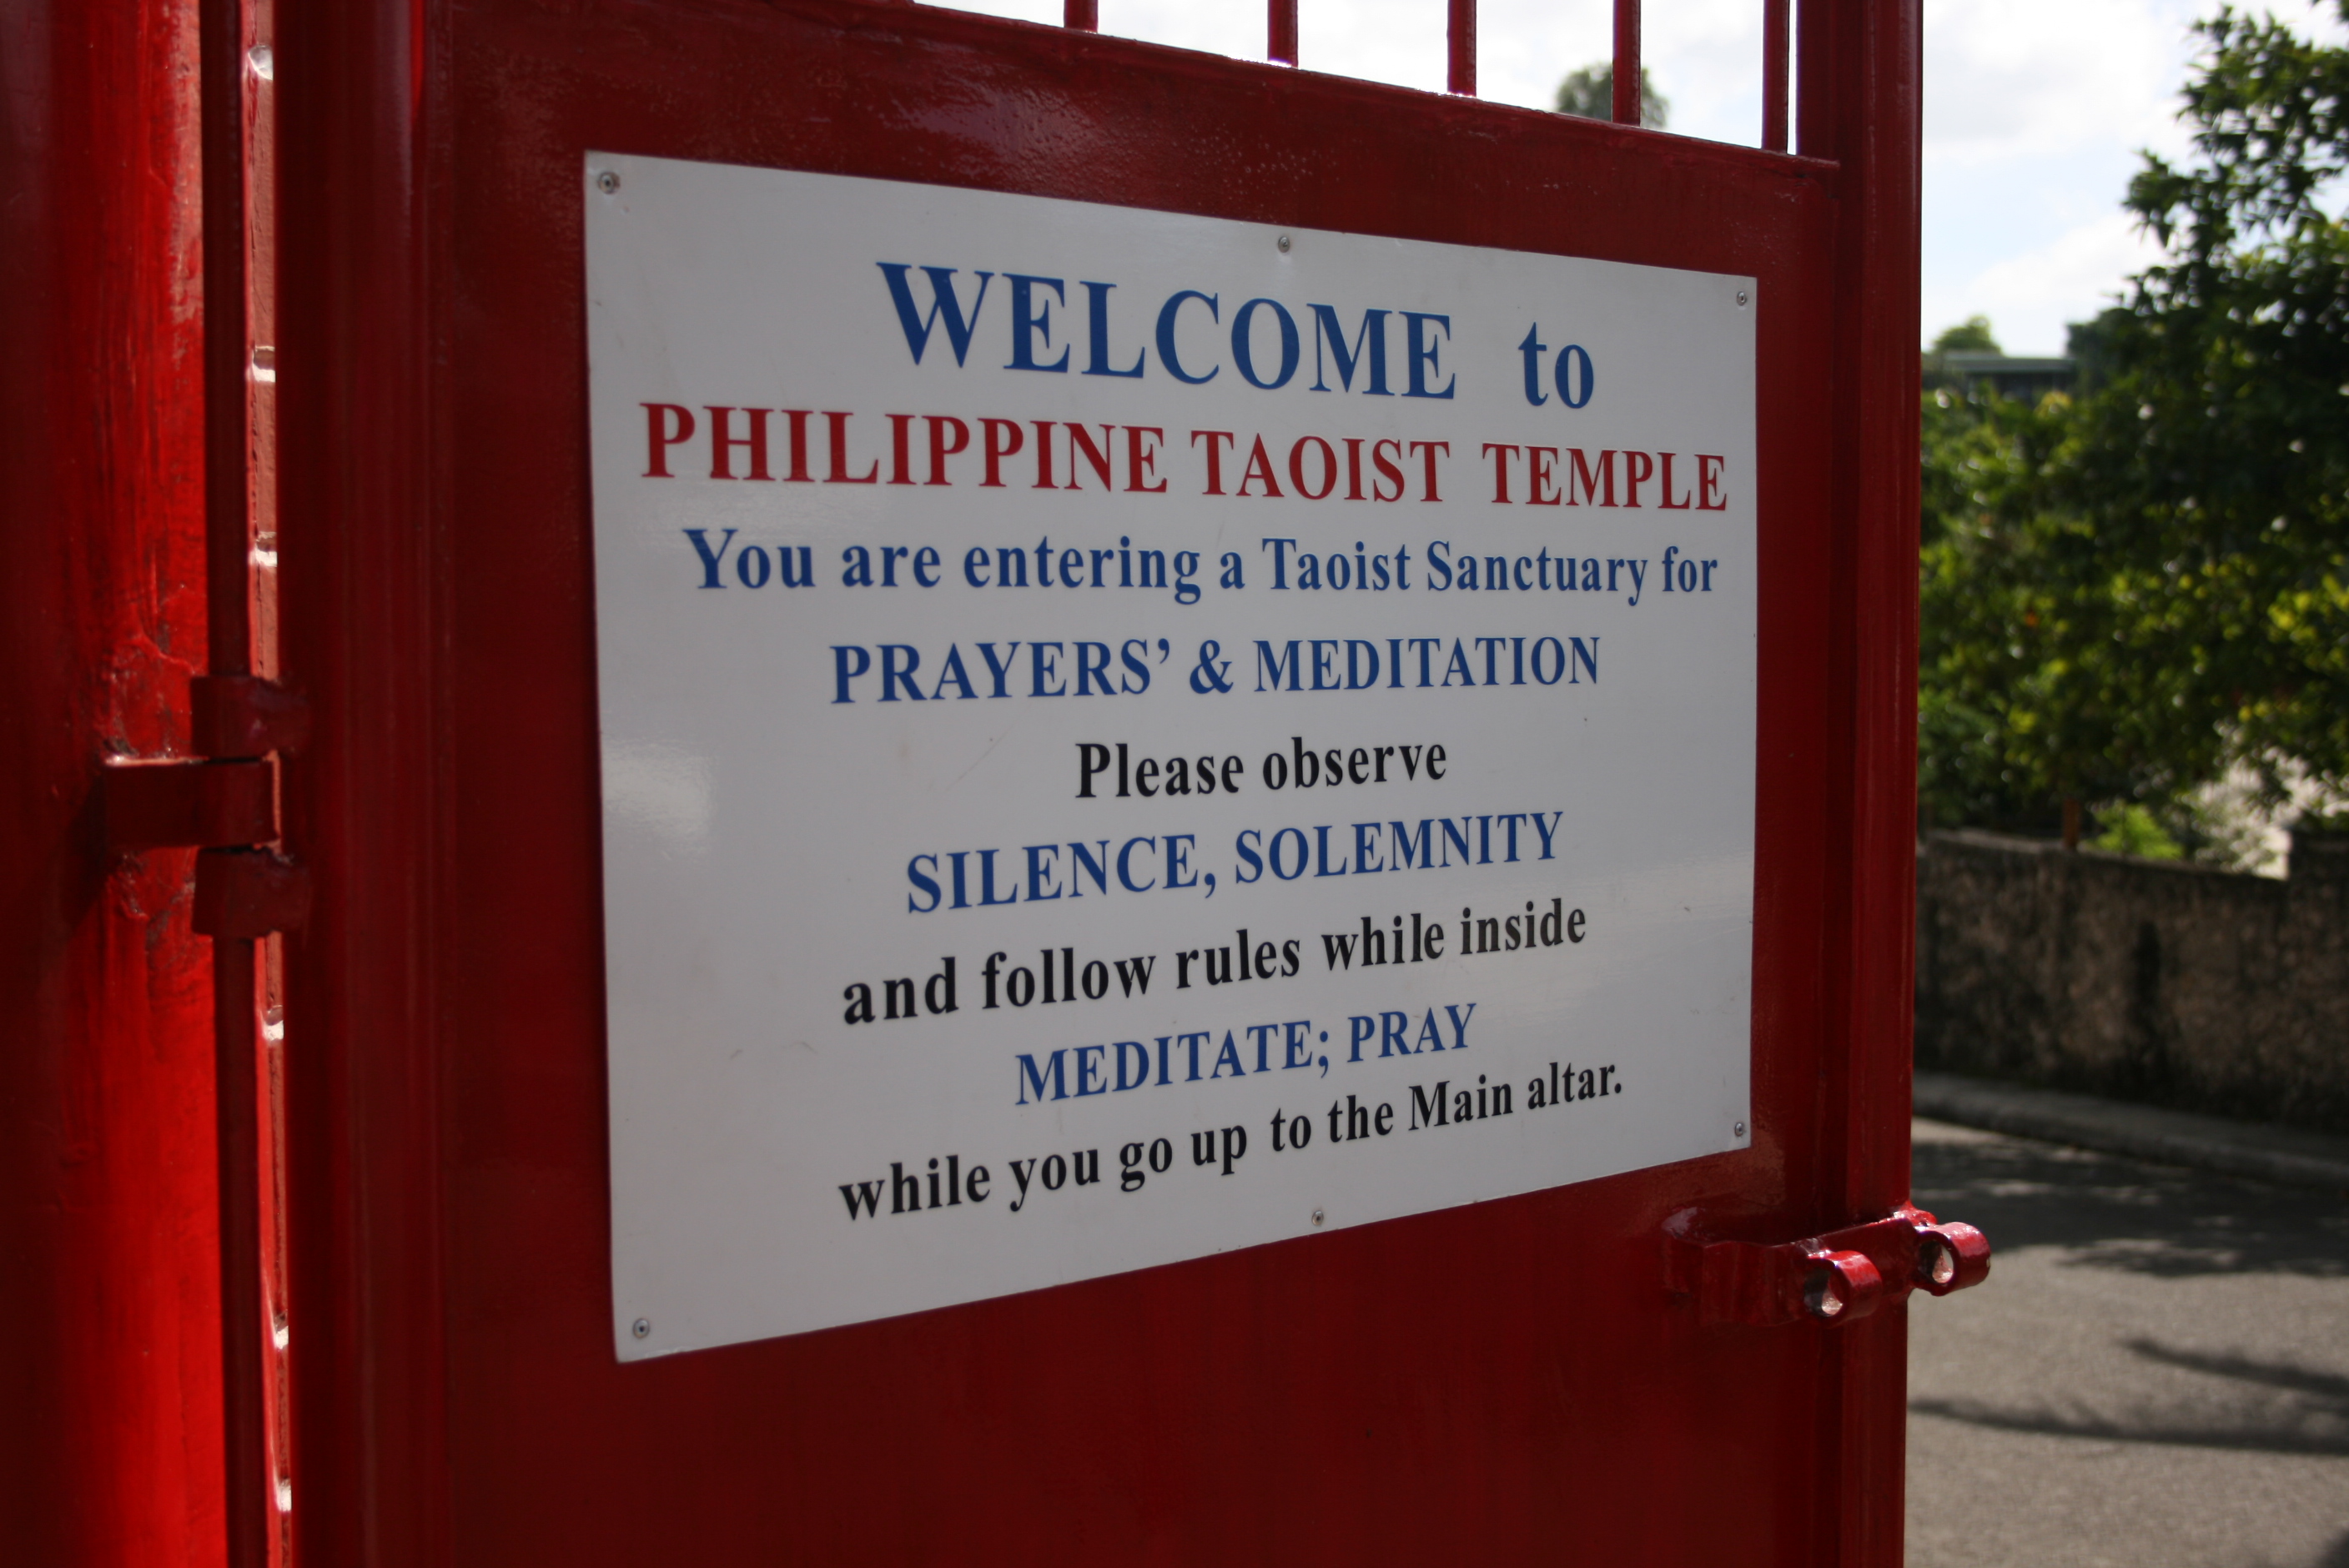 WELCOME to
PHILIPPINE TAOIST TEMPLE
You are entering a Taoist Sanctuary for
PRAYERS’ & MEDITATION
Please observe
SILENCE, SOLEMNITY
and follow rules while inside
MEDITATE; PRAY
while you go up to the Main altar.